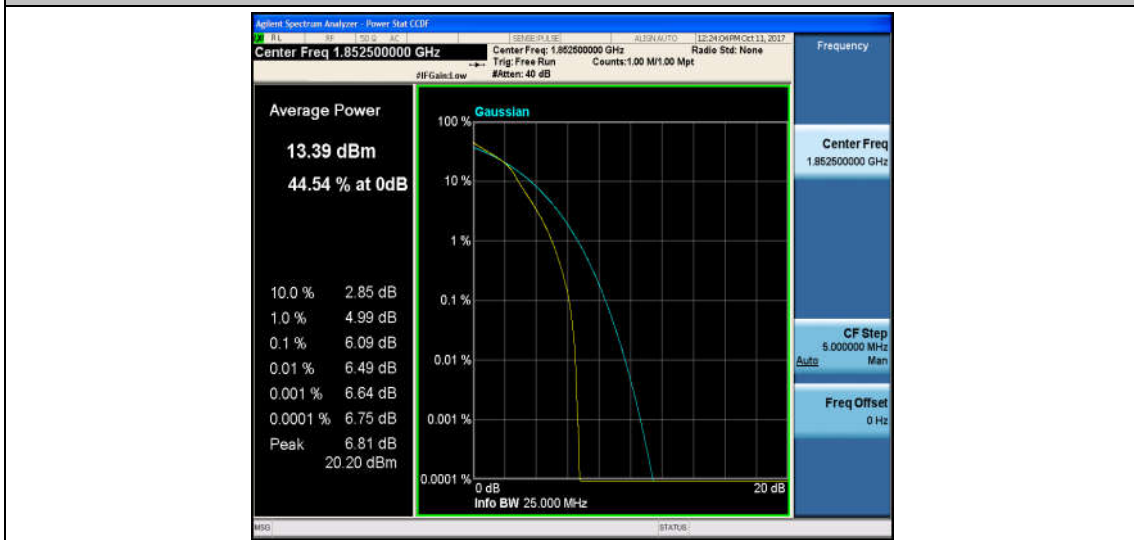 Agilent Spectrum Analyzer - Power Stat CCDF
RL RF 50 Ω AC SENSE:PULSE ALIGN AUTO 12:24:04 PM Oct 11, 2017
Center Freq 1.852500000 GHz
Center Freq: 1.852500000 GHz Radio Std: None
Trig: Free Run Counts:1.00 M/1.00 Mpt
#IFGain:Low #Atten: 40 dB
Frequency
Average Power
13.39 dBm
44.54 % at 0dB
10.0 % 2.85 dB
1.0 % 4.99 dB
0.1 % 6.09 dB
0.01 % 6.49 dB
0.001 % 6.64 dB
0.0001 % 6.75 dB
Peak 6.81 dB
20.20 dBm
Gaussian
100 %
10 %
1 %
0.1 %
0.01 %
0.001 %
0.0001 %
0 dB 20 dB
Info BW 25.000 MHz
Center Freq
1.852500000 GHz
CF Step
5.000000 MHz
Auto Man
Freq Offset
0 Hz
MSG STATUS